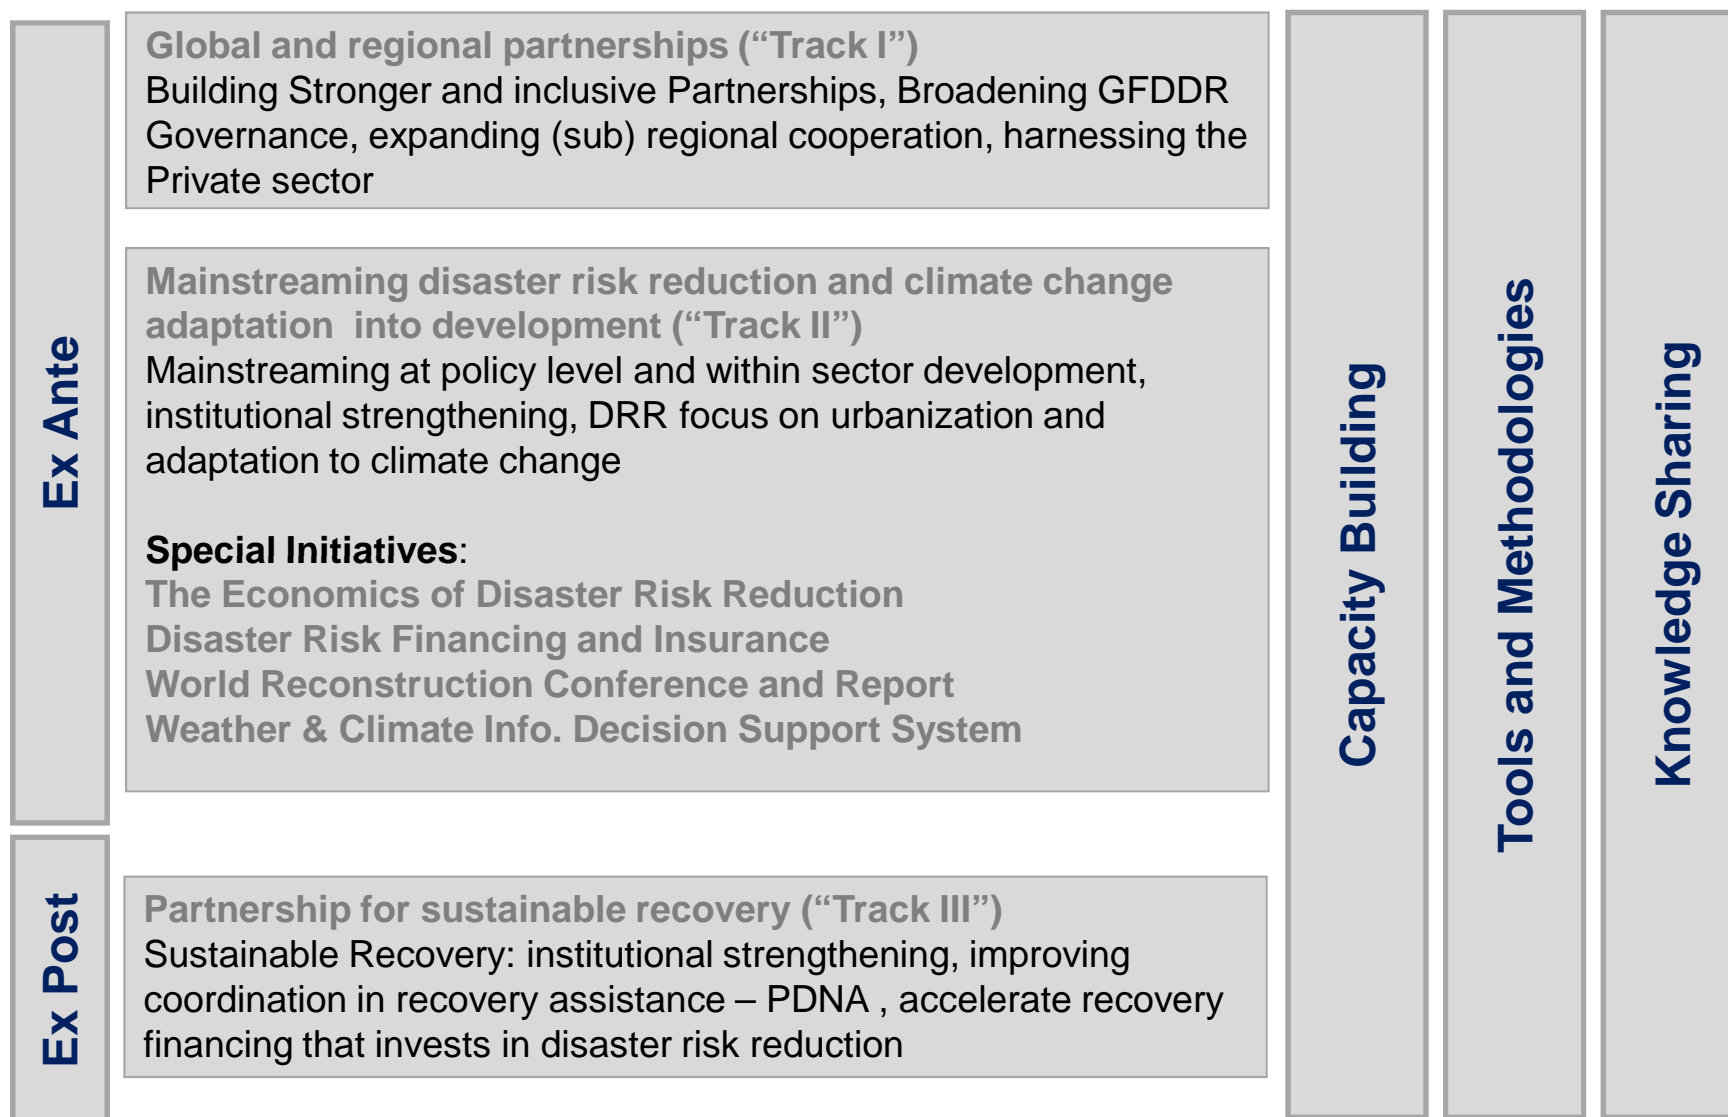 Ex Ante
Global and regional partnerships (“Track I”)
Building Stronger and inclusive Partnerships, Broadening GFDDR
Governance, expanding (sub) regional cooperation, harnessing the
Private sector
Mainstreaming disaster risk reduction and climate change
adaptation  into development (“Track II”)
Mainstreaming at policy level and within sector development,
institutional strengthening, DRR focus on urbanization and
adaptation to climate change
Special Initiatives:
The Economics of Disaster Risk Reduction
Disaster Risk Financing and Insurance
World Reconstruction Conference and Report
Weather & Climate Info. Decision Support System
Ex Post
Partnership for sustainable recovery (“Track III”)
Sustainable Recovery: institutional strengthening, improving
coordination in recovery assistance – PDNA , accelerate recovery
financing that invests in disaster risk reduction
Capacity Building
Tools and Methodologies
Knowledge Sharing